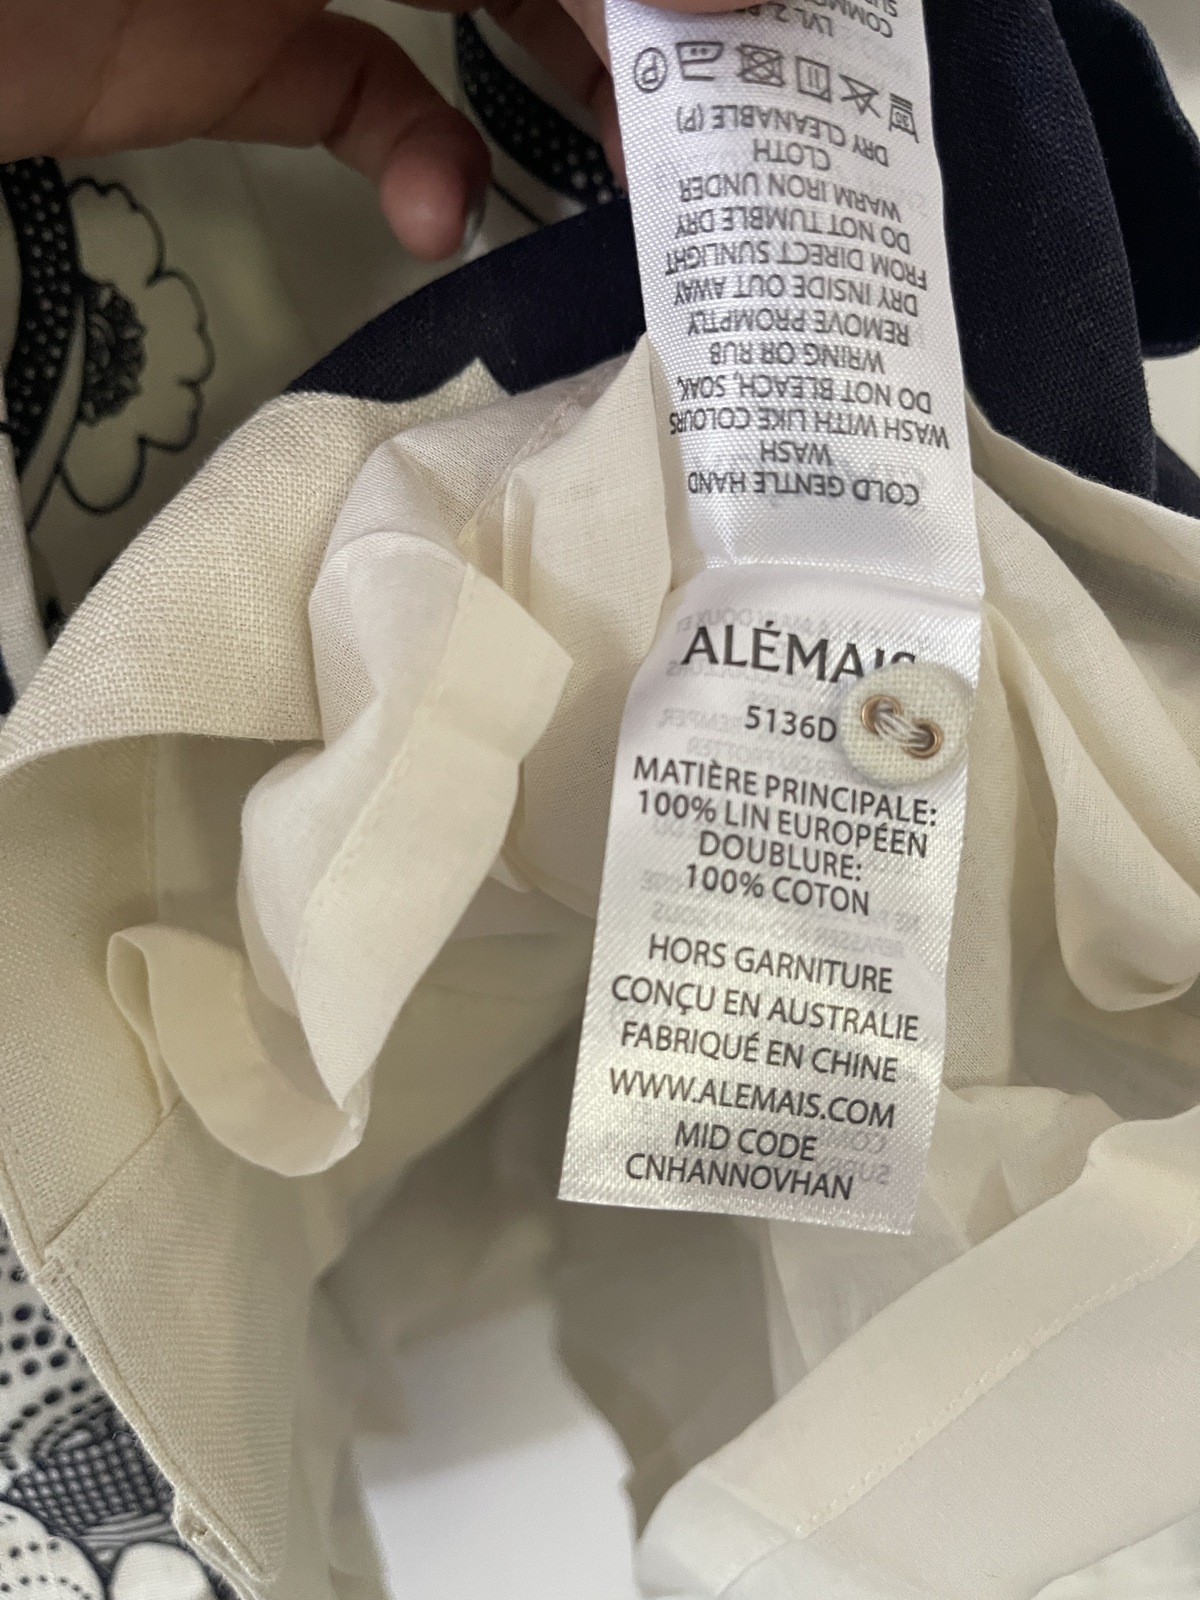 ALÉMAIS
5136D
MATIÈRE PRINCIPALE:
100% LIN EUROPÉEN
DOUBLURE:
100% COTON
HORS GARNITURE
CONÇU EN AUSTRALIE
FABRIQUÉ EN CHINE
WWW.ALEMAIS.COM
MID CODE
CNHANNOVHAN
COLD GENTLE HAND
WASH
WASH WITH LIKE COLOURS
DO NOT BLEACH, SOAK,
WRING OR RUB
REMOVE PROMPTLY
DRY INSIDE OUT AWAY
FROM DIRECT SUNLIGHT
DO NOT TUMBLE DRY
WARM IRON UNDER
CLOTH
DRY CLEANABLE (P)
30
P